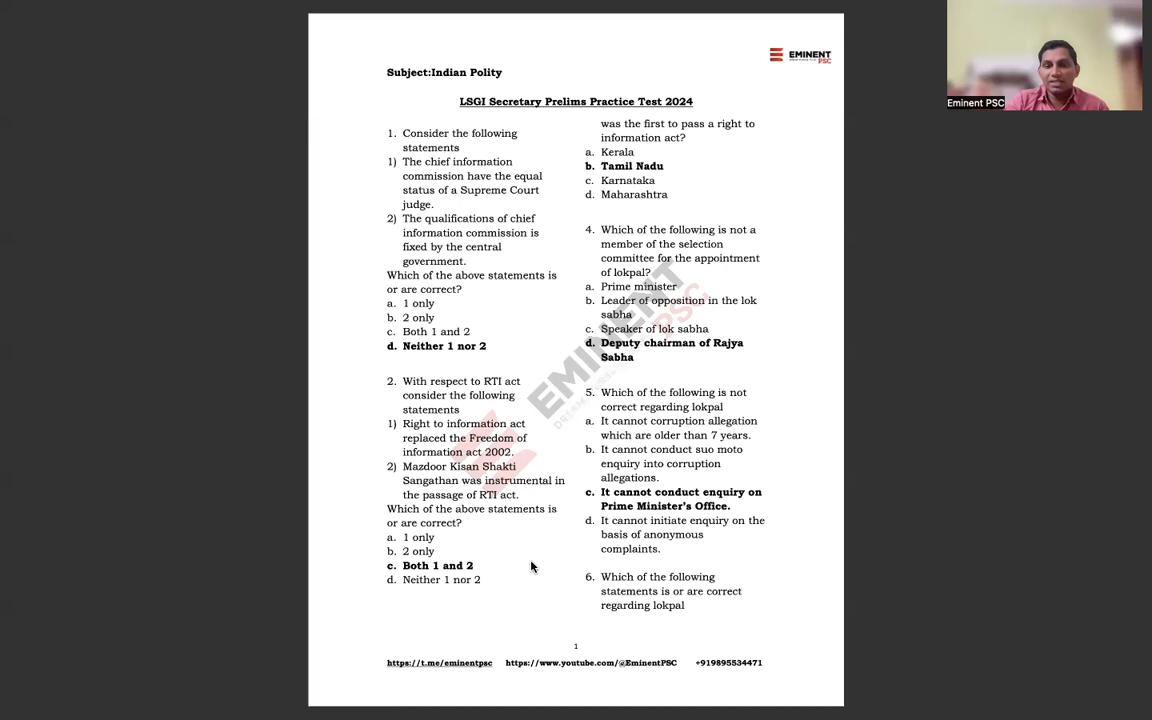 EMINENT
PSC
Subject:Indian Polity
LSGI Secretary Prelims Practice Test 2024
1. Consider the following
statements
1) The chief information
commission have the equal
status of a Supreme Court
judge.
2) The qualifications of chief
information commission is
fixed by the central
government.
Which of the above statements is
or are correct?
a. 1 only
b. 2 only
c. Both 1 and 2
d. Neither 1 nor 2
2. With respect to RTI act
consider the following
statements
1) Right to information act
replaced the Freedom of
information act 2002.
2) Mazdoor Kisan Shakti
Sangathan was instrumental in
the passage of RTI act.
Which of the above statements is
or are correct?
a. 1 only
b. 2 only
c. Both 1 and 2
d. Neither 1 nor 2
was the first to pass a right to
information act?
a. Kerala
b. Tamil Nadu
c. Karnataka
d. Maharashtra
4. Which of the following is not a
member of the selection
committee for the appointment
of lokpal?
a. Prime minister
b. Leader of opposition in the lok
sabha
c. Speaker of lok sabha
d. Deputy chairman of Rajya
Sabha
5. Which of the following is not
correct regarding lokpal
a. It cannot corruption allegation
which are older than 7 years.
b. It cannot conduct suo moto
enquiry into corruption
allegations.
c. It cannot conduct enquiry on
Prime Minister's Office.
d. It cannot initiate enquiry on the
basis of anonymous
complaints.
6. Which of the following
statements is or are correct
regarding lokpal
EMINENT
PSC
1
https://t.me/eminentpsc https://www.youtube.com/@EminentPSC +919895534471
Eminent PSC